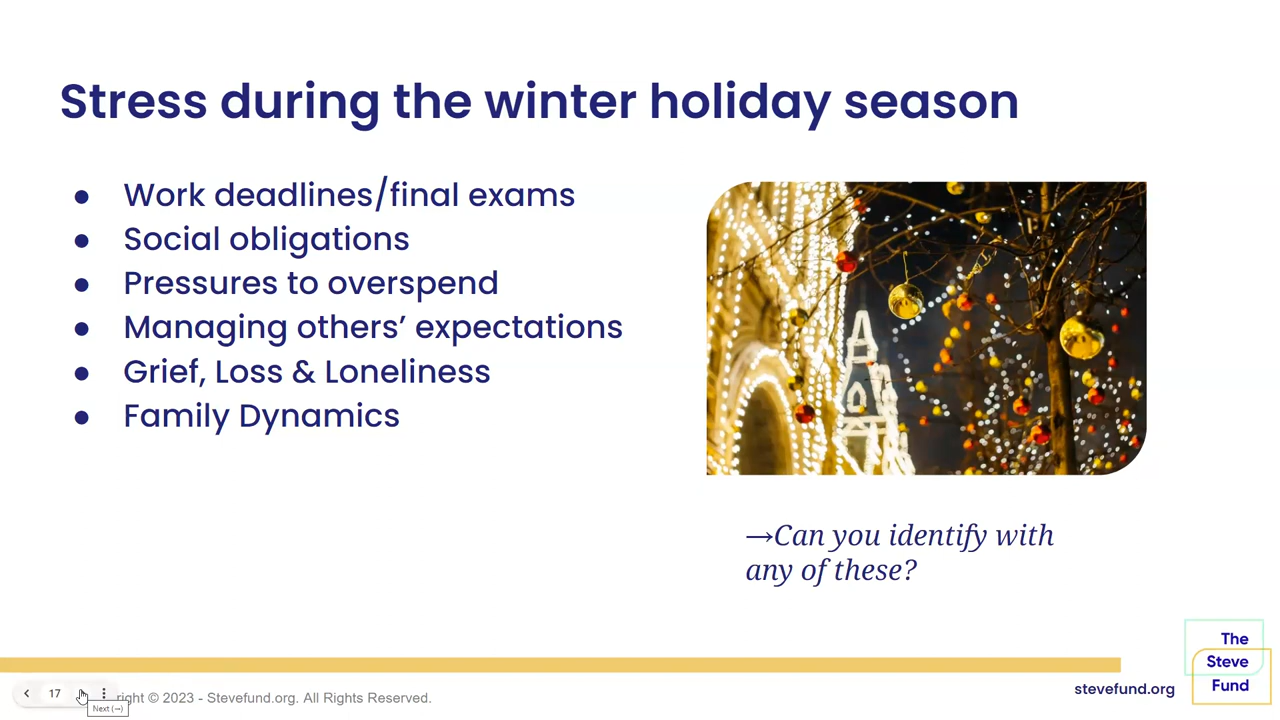 Stress during the winter holiday season
● Work deadlines/final exams
● Social obligations
● Pressures to overspend
● Managing others’ expectations
● Grief, Loss & Loneliness
● Family Dynamics
→Can you identify with
any of these?
The
Steve
Fund
stevefund.org
17
right © 2023 - Stevefund.org. All Rights Reserved.
Next (→)